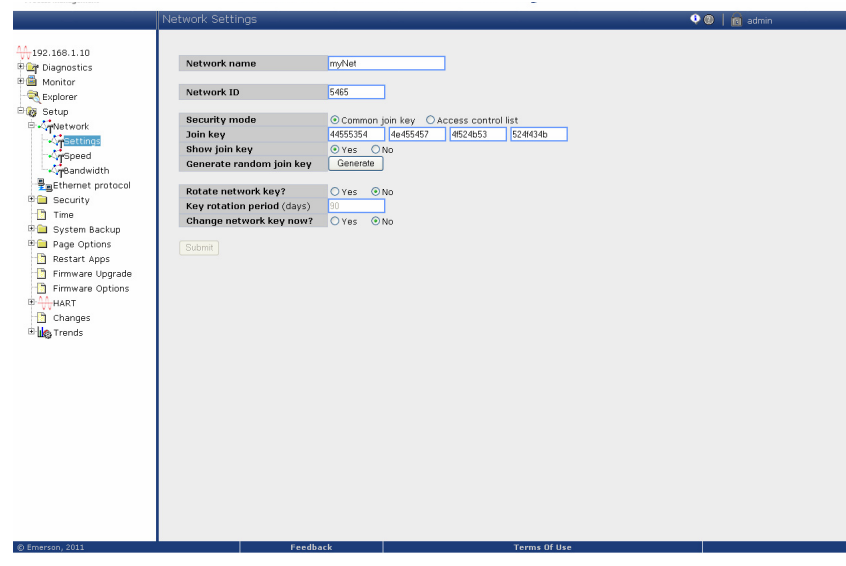 Network Settings
admin
192.168.1.10
Diagnostics
Monitor
Explorer
Setup
Network
Settings
Speed
Bandwidth
Ethernet protocol
Security
Time
System Backup
Page Options
Restart Apps
Firmware Upgrade
Firmware Options
HART
Changes
Trends
Network name myNet
Network ID 5465
Security mode Common join key Access control list
Join key 44555354 4e455457 4f524b53 524f434b
Show join key Yes No
Generate random join key Generate
Rotate network key? Yes No
Key rotation period (days) 90
Change network key now? Yes No
Submit
© Emerson, 2011 Feedback Terms Of Use